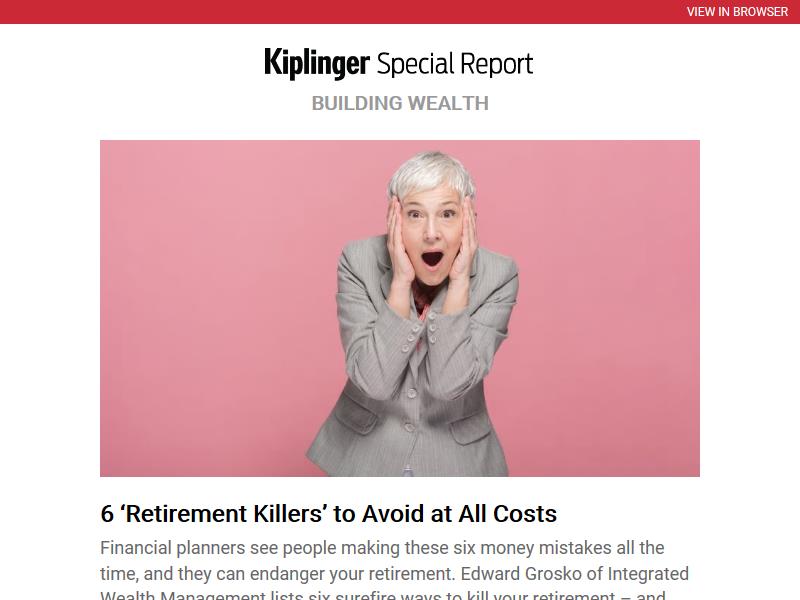 VIEW IN BROWSER
Kiplinger Special Report
BUILDING WEALTH
6 ‘Retirement Killers’ to Avoid at All Costs
Financial planners see people making these six money mistakes all the
time, and they can endanger your retirement. Edward Grosko of Integrated
Wealth Management lists six surefire ways to kill your retirement – and